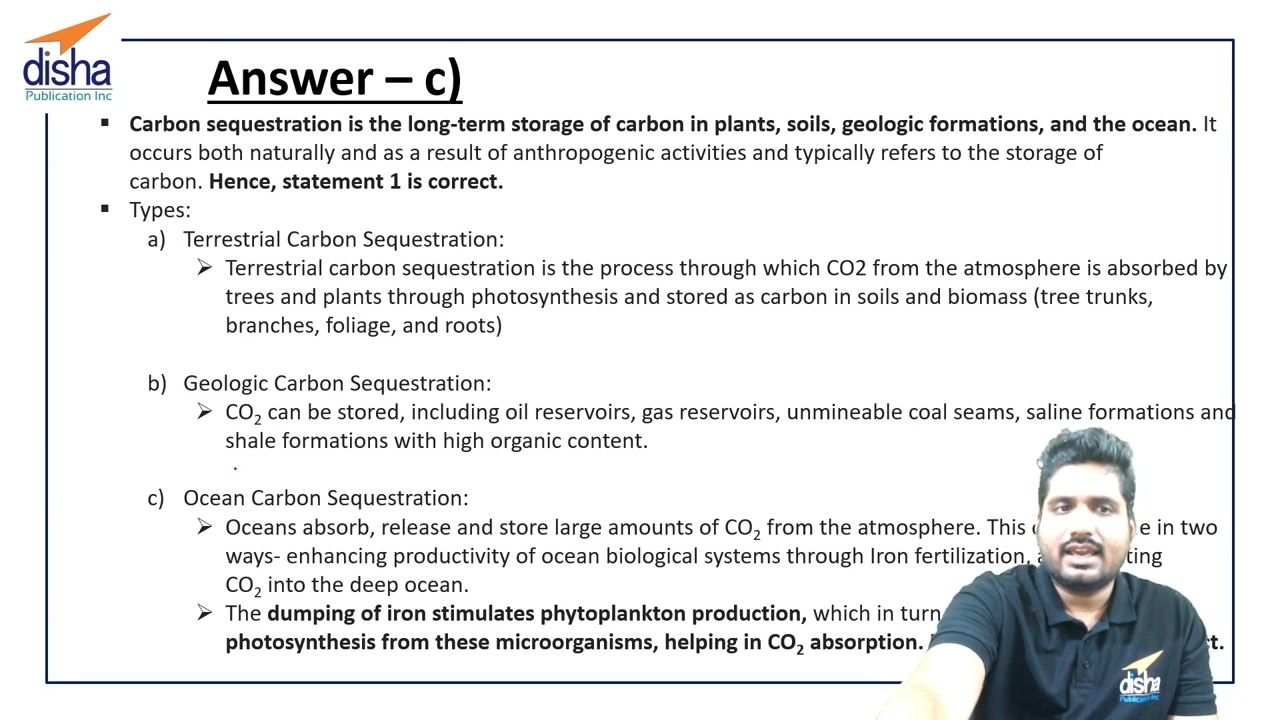 disha
Publication Inc
Answer – c)
▪ Carbon sequestration is the long-term storage of carbon in plants, soils, geologic formations, and the ocean. It
occurs both naturally and as a result of anthropogenic activities and typically refers to the storage of
carbon. Hence, statement 1 is correct.
▪ Types:
a) Terrestrial Carbon Sequestration:
➢ Terrestrial carbon sequestration is the process through which CO2 from the atmosphere is absorbed by
trees and plants through photosynthesis and stored as carbon in soils and biomass (tree trunks,
branches, foliage, and roots)
b) Geologic Carbon Sequestration:
➢ CO₂ can be stored, including oil reservoirs, gas reservoirs, unmineable coal seams, saline formations and
shale formations with high organic content.
c) Ocean Carbon Sequestration:
➢ Oceans absorb, release and store large amounts of CO₂ from the atmosphere. This in two
ways- enhancing productivity of ocean biological systems through Iron fertilization,
CO₂ into the deep ocean.
➢ The dumping of iron stimulates phytoplankton production, which in turn
photosynthesis from these microorganisms, helping in CO₂ absorption.
disha
Publication Inc